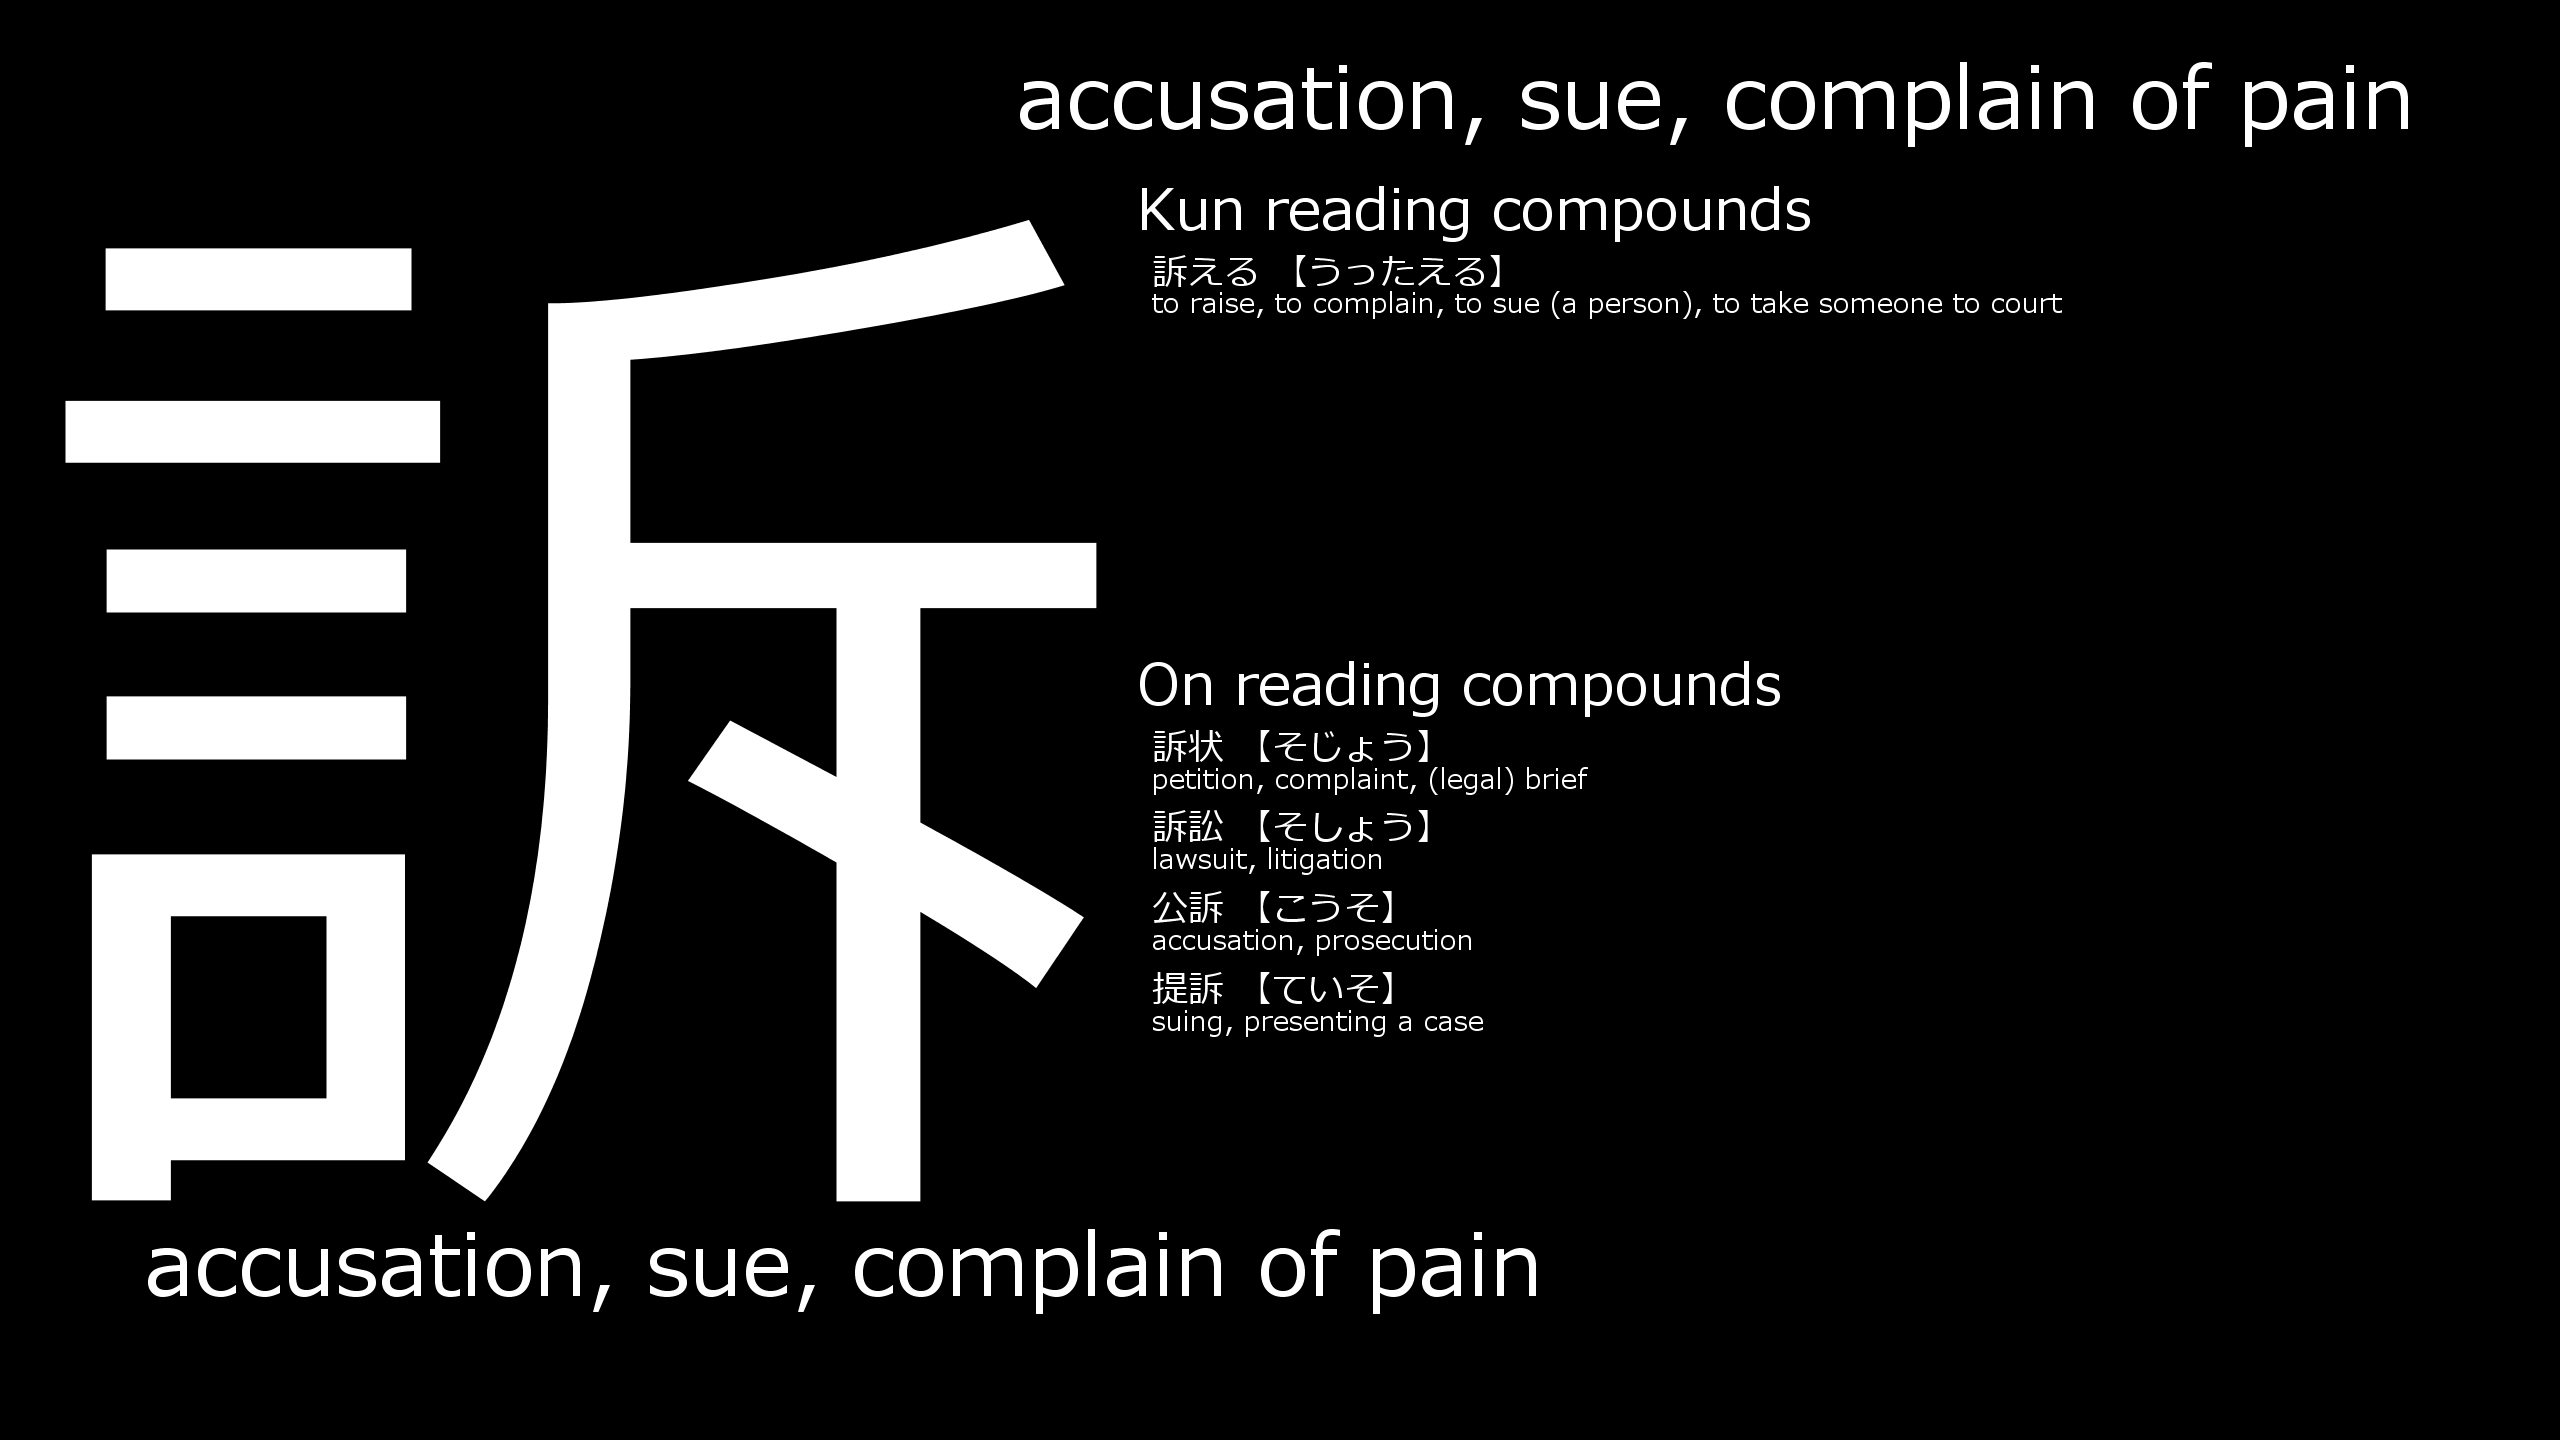 accusation, sue, complain of pain
訴
Kun reading compounds
訴える 【うったえる】
to raise, to complain, to sue (a person), to take someone to court
On reading compounds
訴状 【そじょう】
petition, complaint, (legal) brief
訴訟 【そしょう】
lawsuit, litigation
公訴 【こうそ】
accusation, prosecution
提訴 【ていそ】
suing, presenting a case
accusation, sue, complain of pain